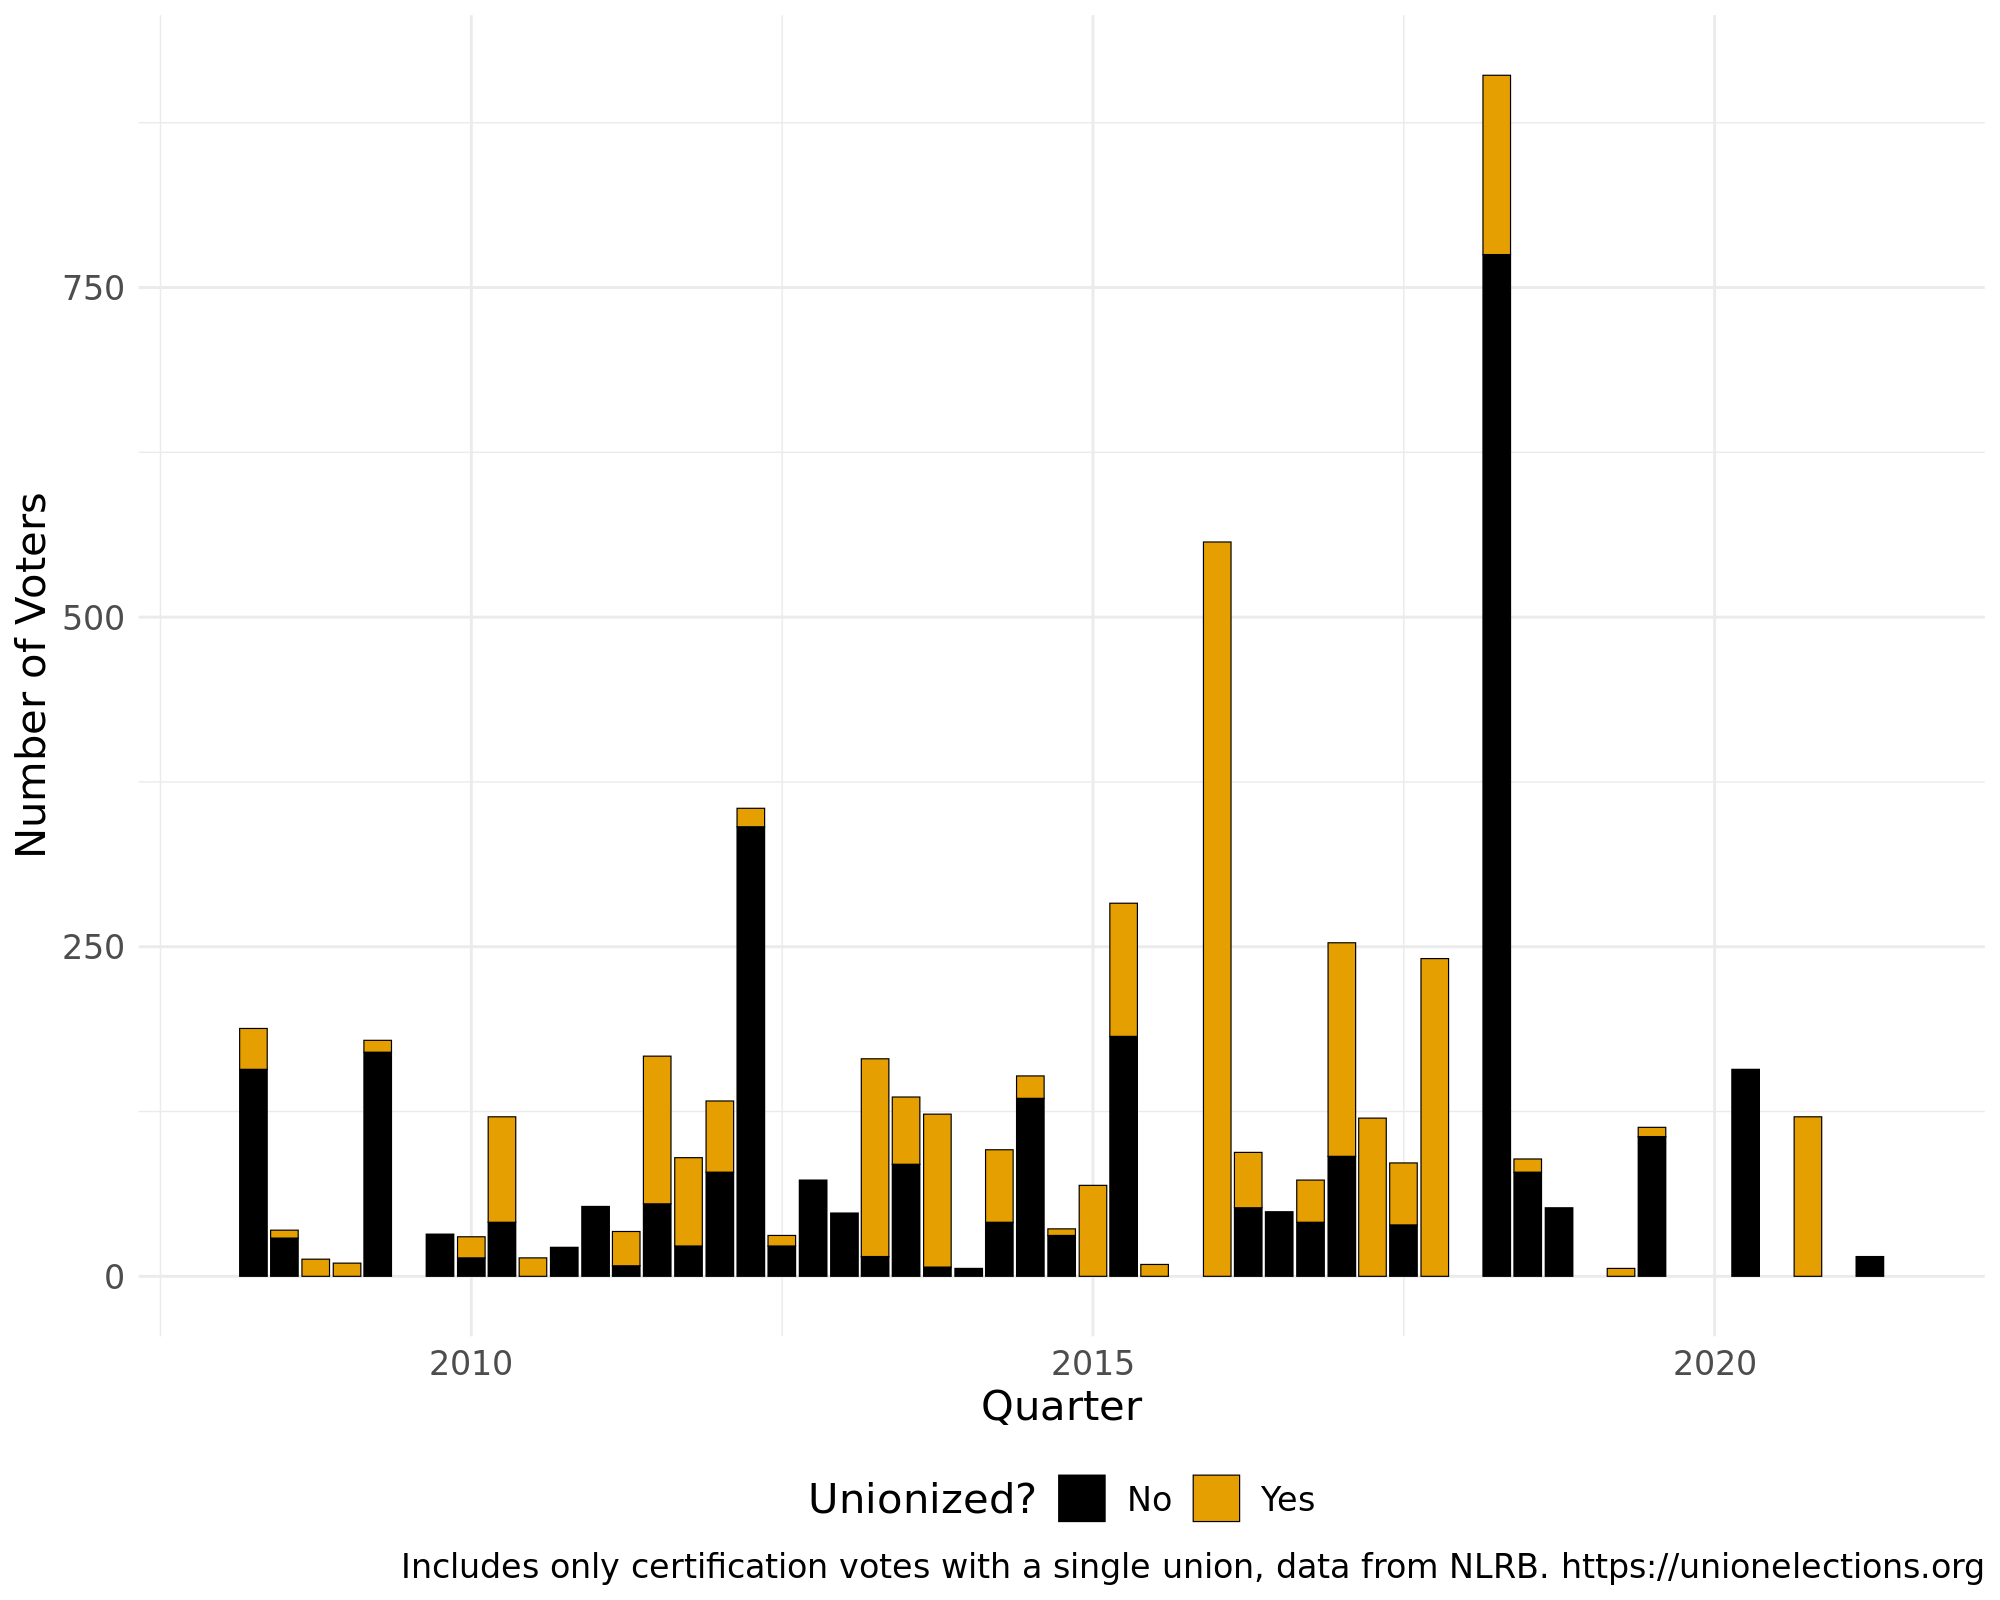 750
500
250
0
Number of Voters
2010 2015 2020
Quarter
Unionized? No Yes
Includes only certification votes with a single union, data from NLRB. https://unionelections.org